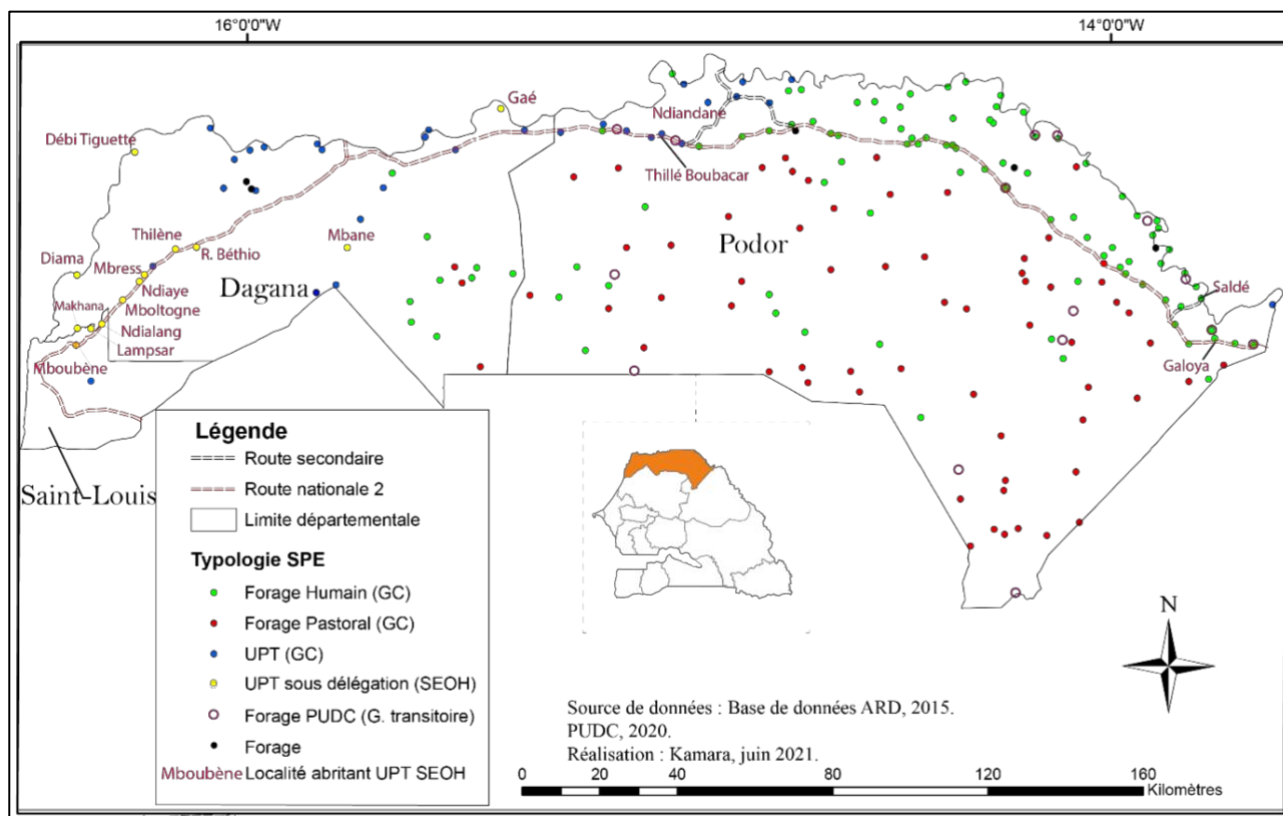 16°0'0"W
14°0'0"W
Gaé
Ndiandane
Débi Tiguette
Thillé Boubacar
Thilène
Mbane
R. Béthio
Podor
Diama
Mbress
Ndiaye
Dagana
Saldé
Makhana
Mboltogne
Ndialang
Lampsar
Mboubène
Galoya
Saint-Louis
Légende
Route secondaire
Route nationale 2
Limite départementale
Typologie SPE
Forage Humain (GC)
Forage Pastoral (GC)
UPT (GC)
UPT sous délégation (SEOH)
Forage PUDC (G. transitoire)
Forage
Mboubène Localité abritant UPT SEOH
N
Source de données : Base de données ARD, 2015.
PUDC, 2020.
Réalisation : Kamara, juin 2021.
0 20 40 80 120 160
Kilomètres